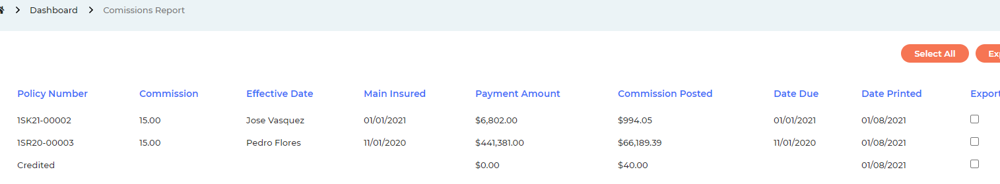 Dashboard Comissions Report
Select All
Policy Number Commission Effective Date Main Insured Payment Amount Commission Posted Date Due Date Printed Export
1SK21-00002 15.00 Jose Vasquez 01/01/2021 $6,802.00 $994.05 01/01/2021 01/08/2021
1SR20-00003 15.00 Pedro Flores 11/01/2020 $441,381.00 $66,189.39 11/01/2020 01/08/2021
Credited $0.00 $40.00 01/08/2021